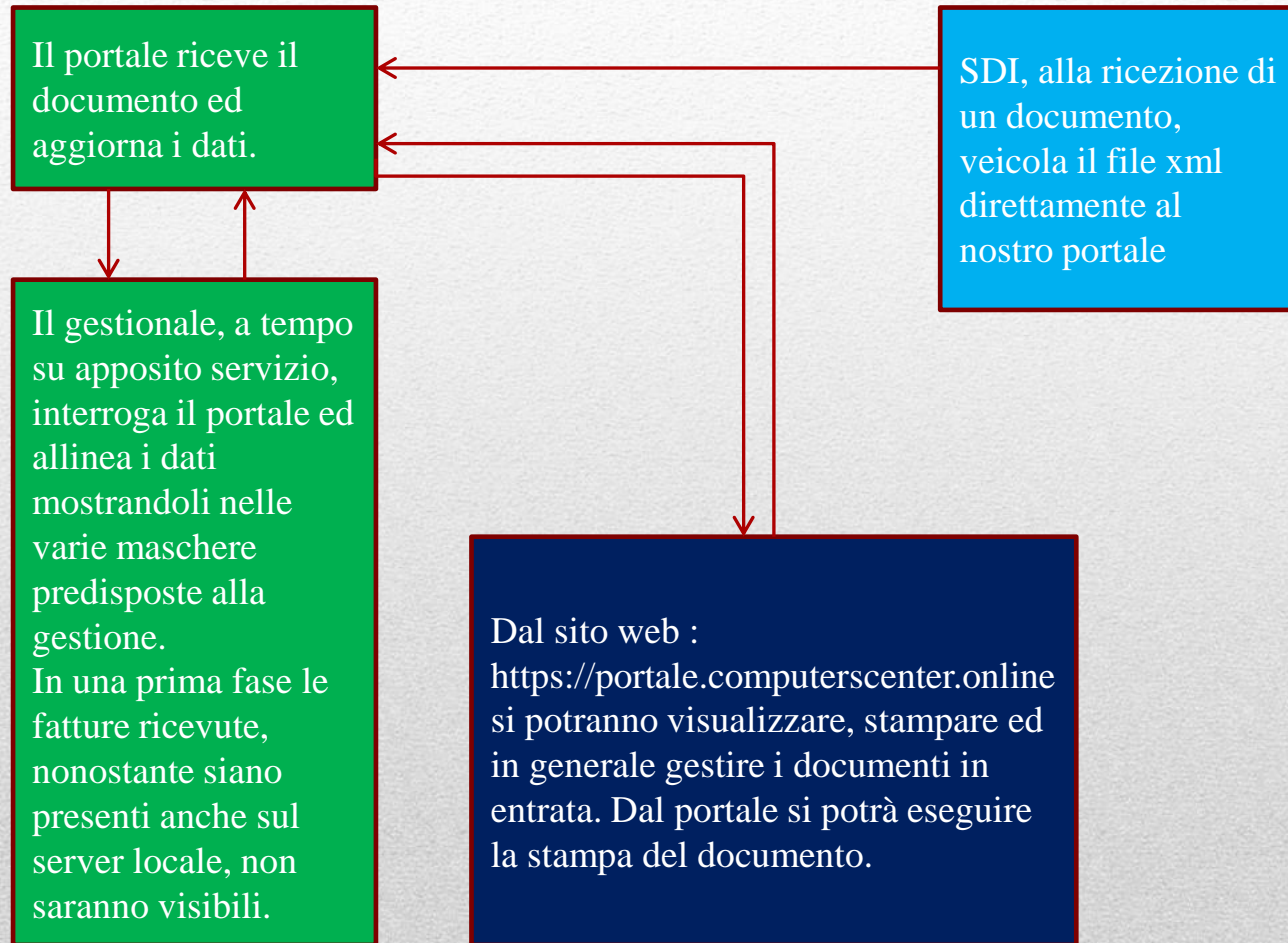 Il portale riceve il
documento ed
aggiorna i dati.
SDI, alla ricezione di
un documento,
veicola il file xml
direttamente al
nostro portale
Il gestionale, a tempo
su apposito servizio,
interroga il portale ed
allinea i dati
mostrandoli nelle
varie maschere
predisposte alla
gestione.
In una prima fase le
fatture ricevute,
nonostante siano
presenti anche sul
server locale, non
saranno visibili.
Dal sito web :
https://portale.computerscenter.online
si potranno visualizzare, stampare ed
in generale gestire i documenti in
entrata. Dal portale si potrà eseguire
la stampa del documento.